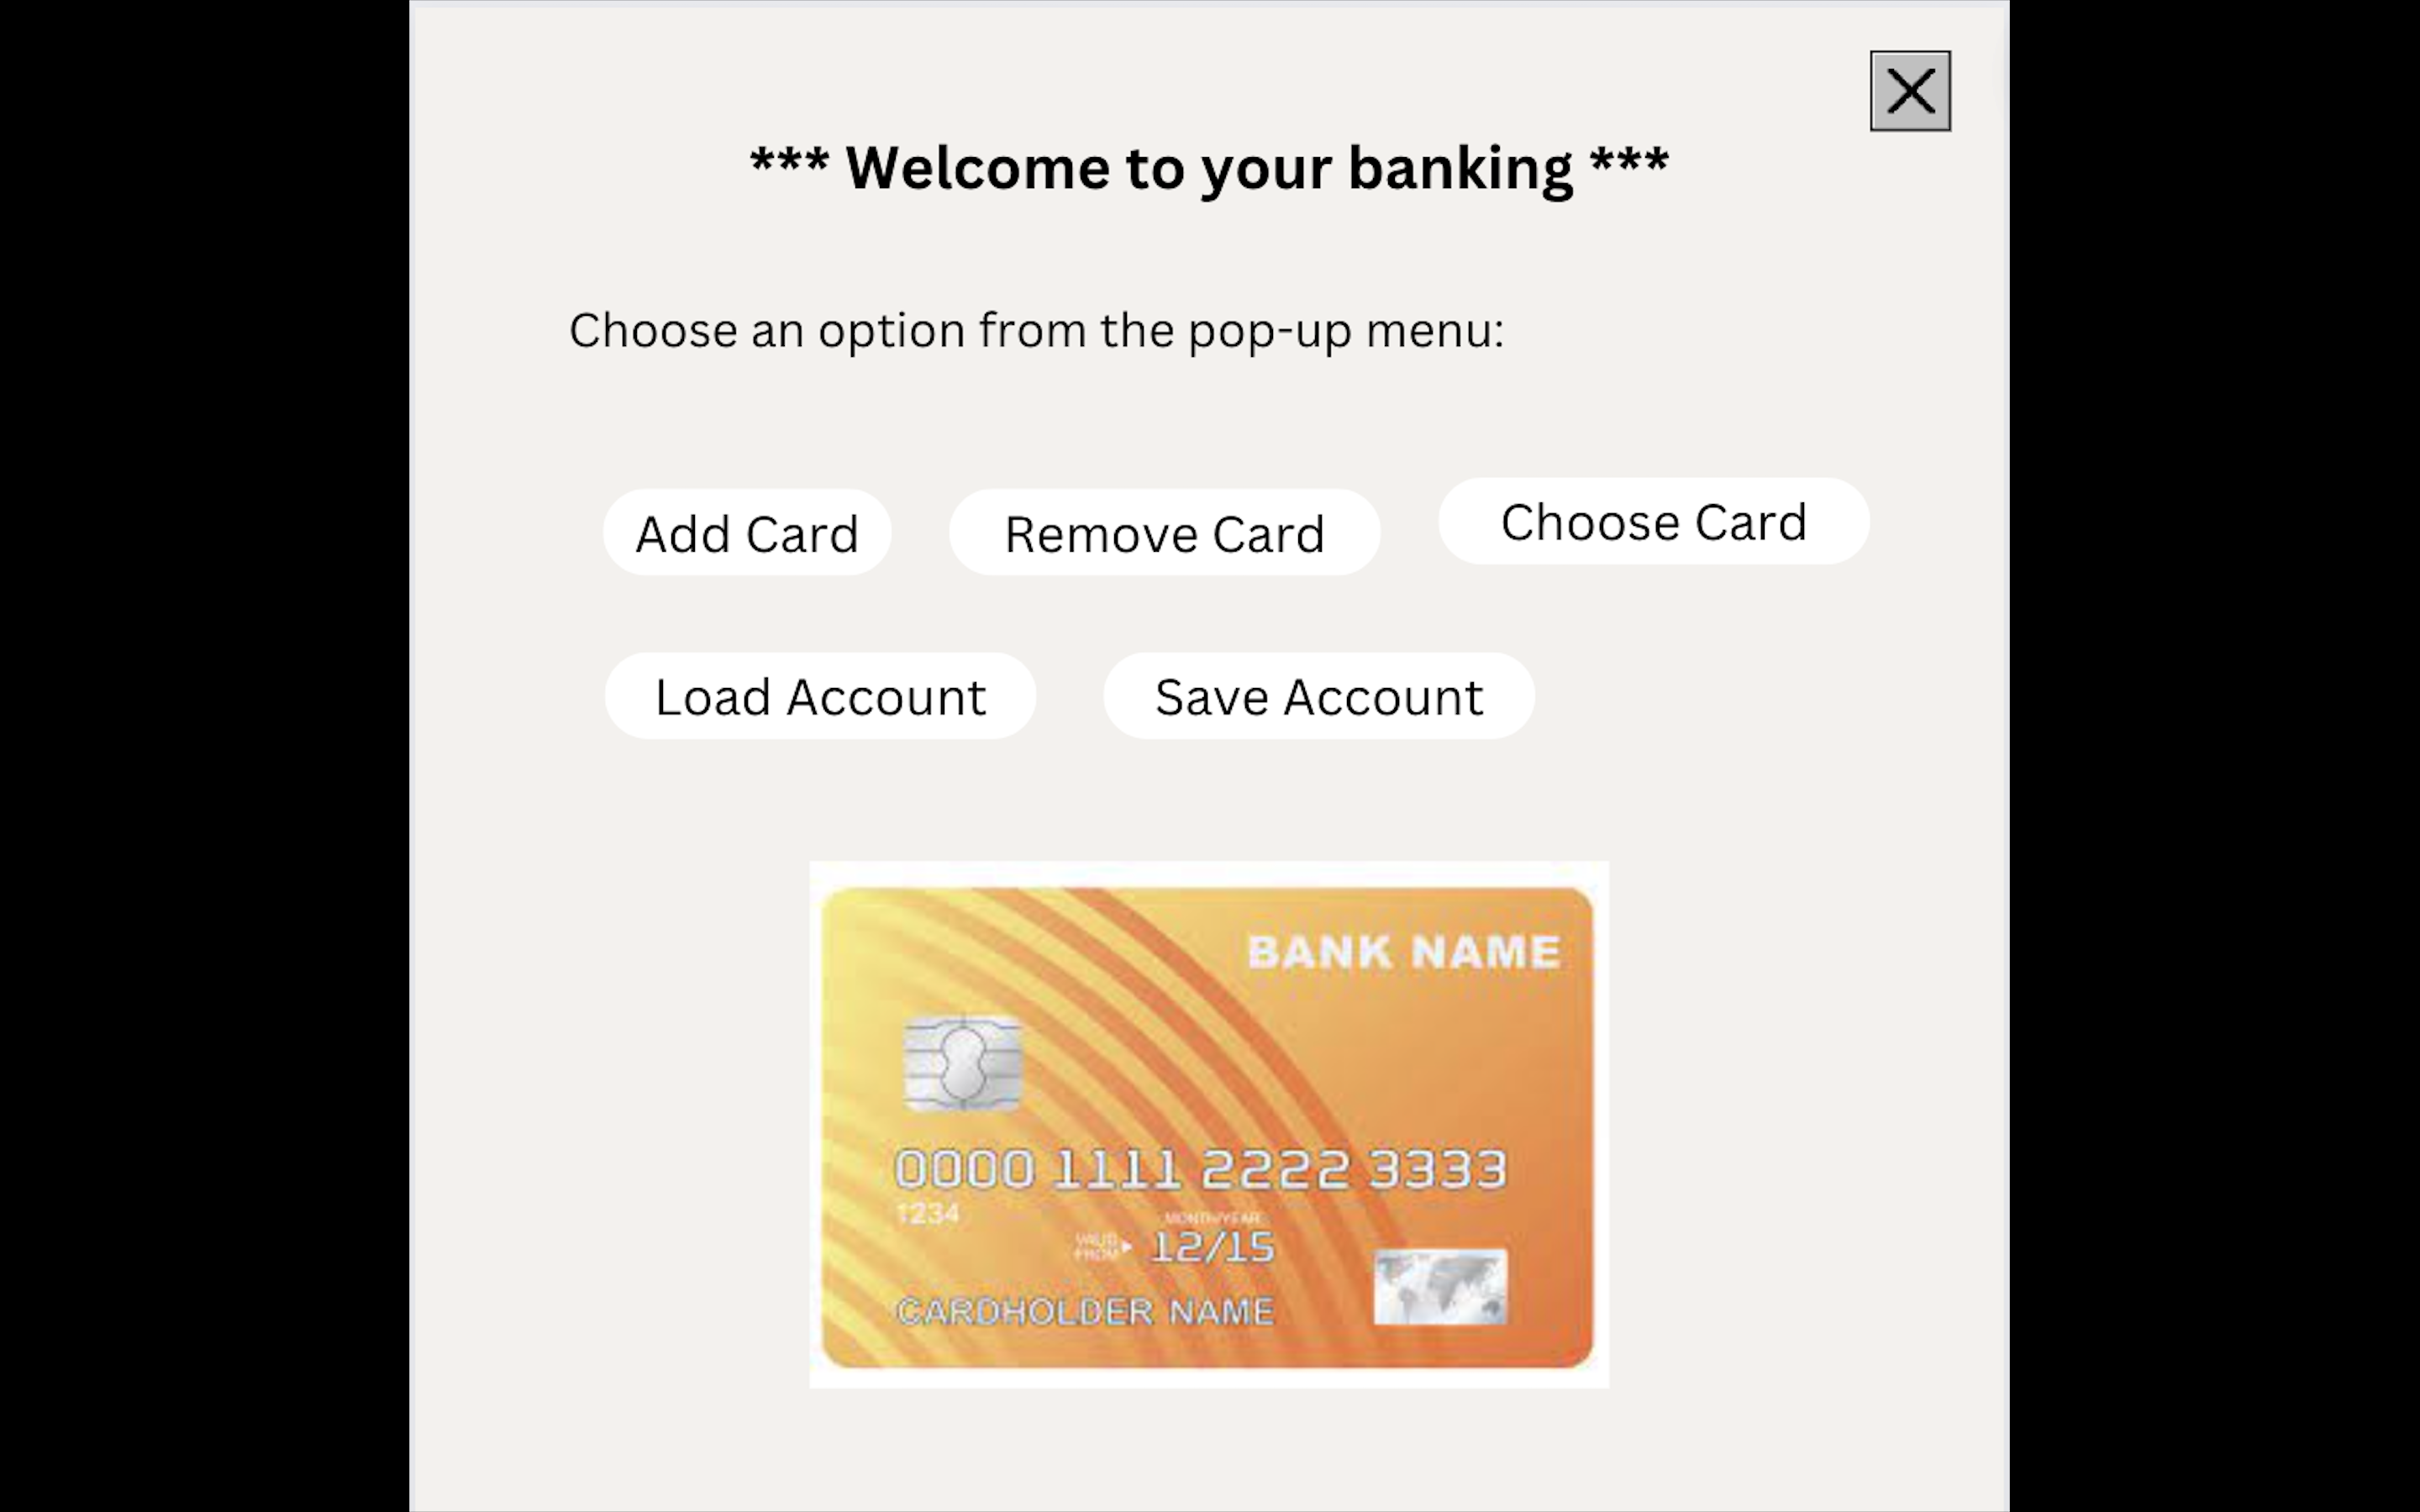 *** Welcome to your banking ***
Choose an option from the pop-up menu:
Add Card
Remove Card
Choose Card
Load Account
Save Account
BANK NAME
0000 1111 2222 3333
1234
MONTH/YEAR
VALID
FROM
12/15
CARDHOLDER NAME